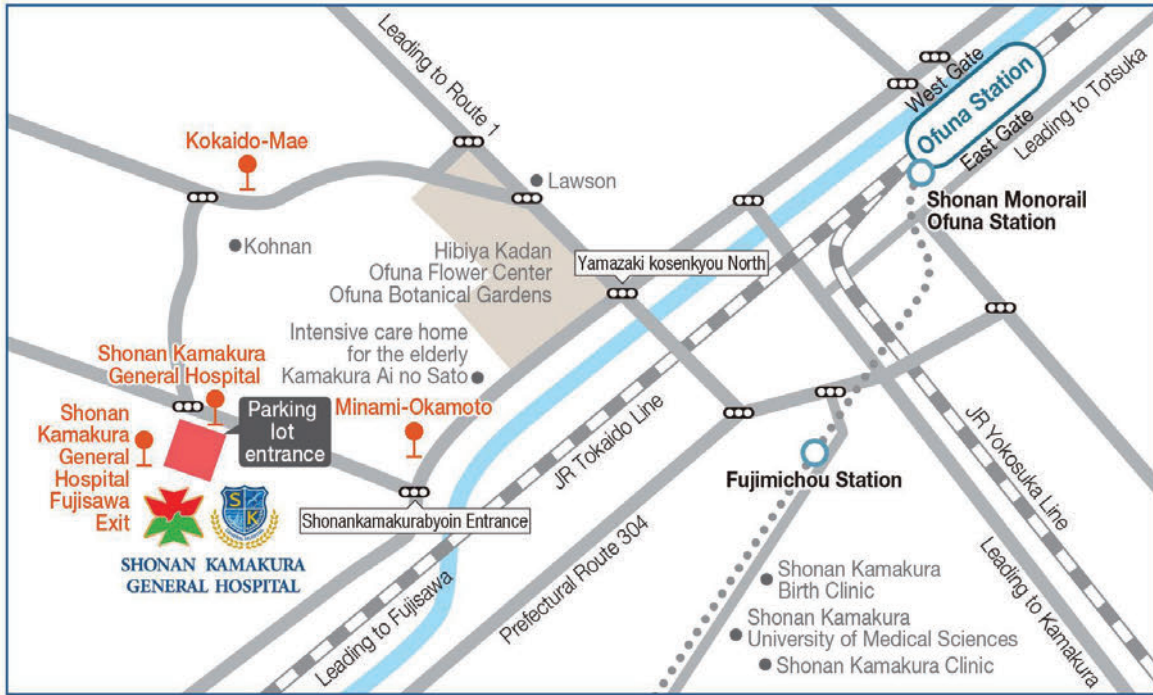 Leading to Route 1
West Gate
Ofuna Station
East Gate
Leading to Totsuka
Kokaido-Mae
Lawson
Shonan Monorail
Ofuna Station
Kohnan
Hibiya Kadan
Ofuna Flower Center
Ofuna Botanical Gardens
Yamazaki kosenkyou North
Intensive care home
for the elderly
Kamakura Ai no Sato
Shonan Kamakura
General Hospital
Parking
lot
entrance
Minami-Okamoto
Shonan
Kamakura
General
Hospital
Fujisawa
Exit
JR Tokaido Line
JR Yokosuka Line
Fujimichou Station
Shonankamakurabyoin Entrance
S K
GENERAL HOSPITAL
SHONAN KAMAKURA
GENERAL HOSPITAL
Leading to Fujisawa
Prefectural Route 304
Leading to Kamakura
Shonan Kamakura
Birth Clinic
Shonan Kamakura
University of Medical Sciences
Shonan Kamakura Clinic